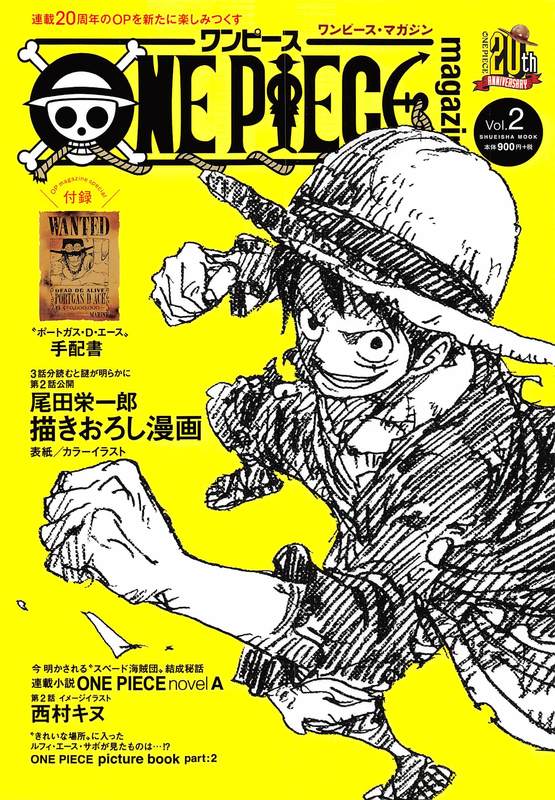 連載20周年のOPを新たに楽しみつくす
ワンピース・マガジン
ワンピース
ONE PIECE
magazi
ONE PIECE
20th
ANNIVERSARY
Vol.2
SHUEISHA MOOK
本体900円+税
OP magazine special
付録
WANTED
DEAD OR ALIVE
PORTGAS D ACE
MARINE
“ポートガス・D・エース”
手配書
3話分読むと謎が明らかに
第2話公開
尾田栄一郎
描きおろし漫画
表紙/カラーイラスト
今 明かされる“スペード海賊団”結成秘話
連載小説 ONE PIECE novel A
第2話 イメージイラスト
西村キヌ
“きれいな場所”に入った
ルフィ・エース・サボが見たものは…!?
ONE PIECE picture book part:2